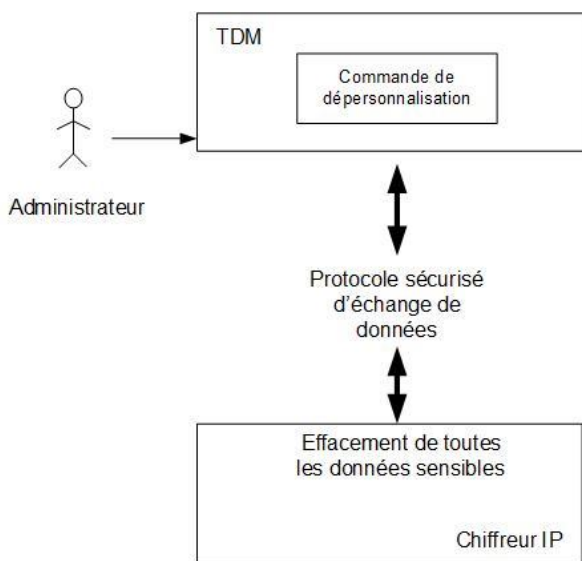 TDM
Commande de
dépersonnalisation
Administrateur
Protocole sécurisé
d'échange de
données
Effacement de toutes
les données sensibles
Chiffreur IP